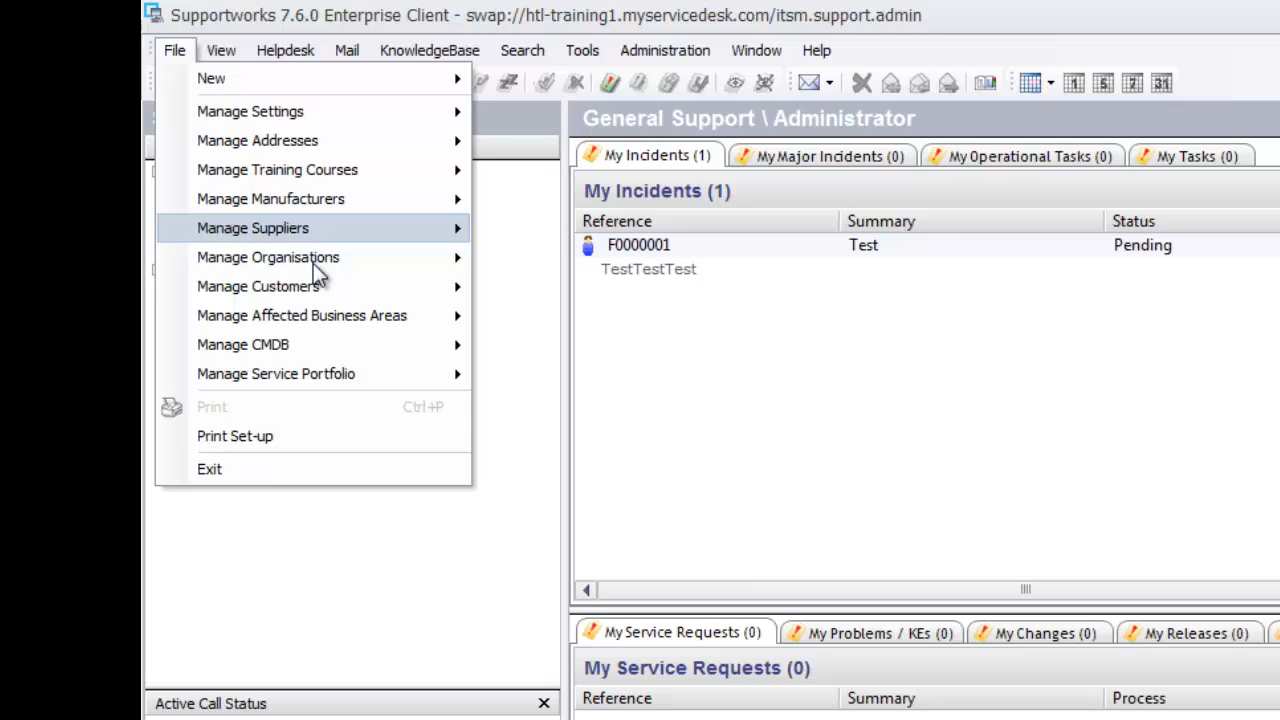 Supportworks 7.6.0 Enterprise Client - swap://htl-training1.myservicedesk.com/itsm.support.admin
File View Helpdesk Mail KnowledgeBase Search Tools Administration Window Help
New
Manage Settings
Manage Addresses
Manage Training Courses
Manage Manufacturers
Manage Suppliers
Manage Organisations
Manage Customers
Manage Affected Business Areas
Manage CMDB
Manage Service Portfolio
Print Ctrl+P
Print Set-up
Exit
1 5 7 31
General Support \ Administrator
My Incidents (1) My Major Incidents (0) My Operational Tasks (0) My Tasks (0)
My Incidents (1)
Reference Summary Status
F0000001 Test Pending
TestTestTest
My Service Requests (0) My Problems / KEs (0) My Changes (0) My Releases (0)
My Service Requests (0)
Reference Summary Process
Active Call Status